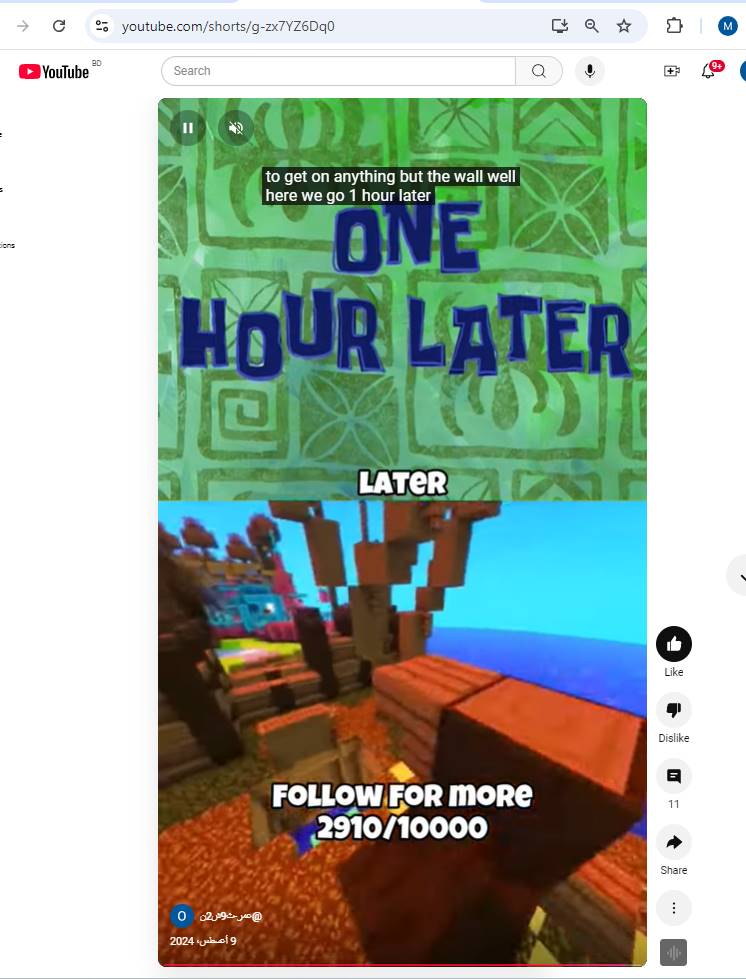 youtube.com/shorts/g-zx7YZ6Dq0
M
YouTube BD
Search
9+
ions
to get on anything but the wall well
here we go 1 hour later
ONE
HOUR LATER
LATER
Like
Dislike
11
Share
FOLLOW FOR more
2910/10000
O
9 أغسطس، 2024